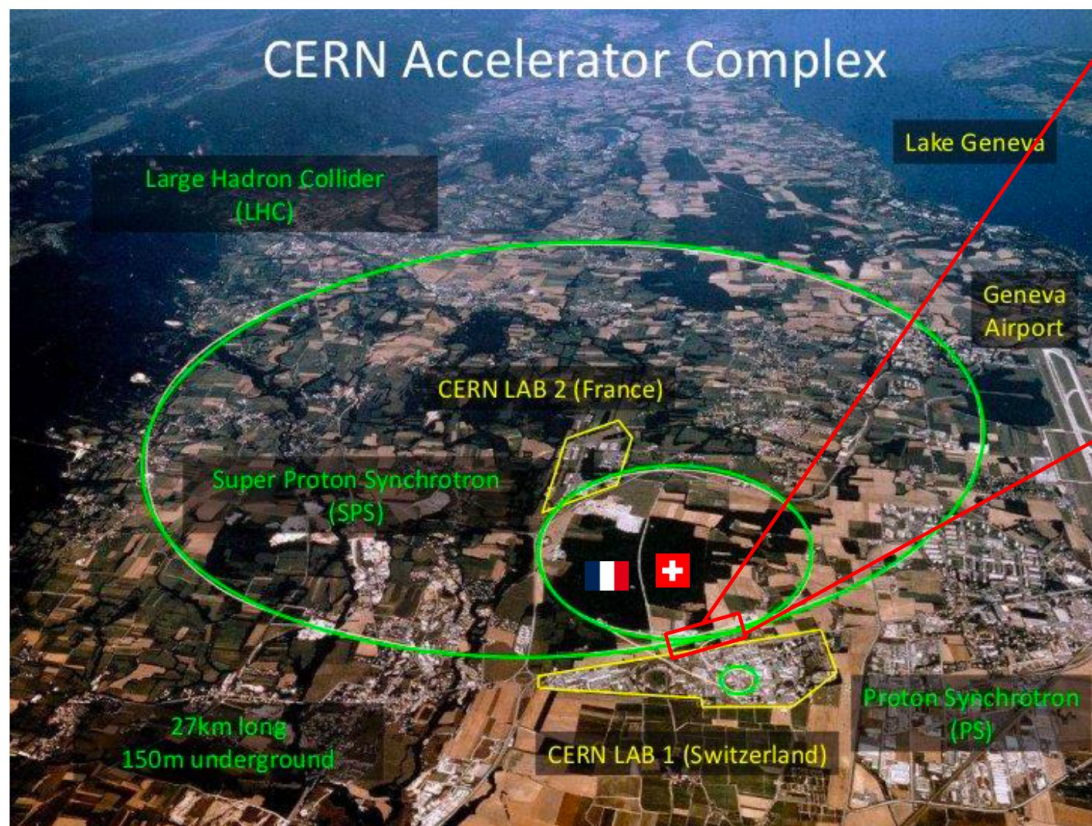 CERN Accelerator Complex
Lake Geneva
Large Hadron Collider
(LHC)
Geneva
Airport
CERN LAB 2 (France)
Super Proton Synchrotron
(SPS)
Proton Synchrotron
(PS)
27km long
150m underground
CERN LAB 1 (Switzerland)